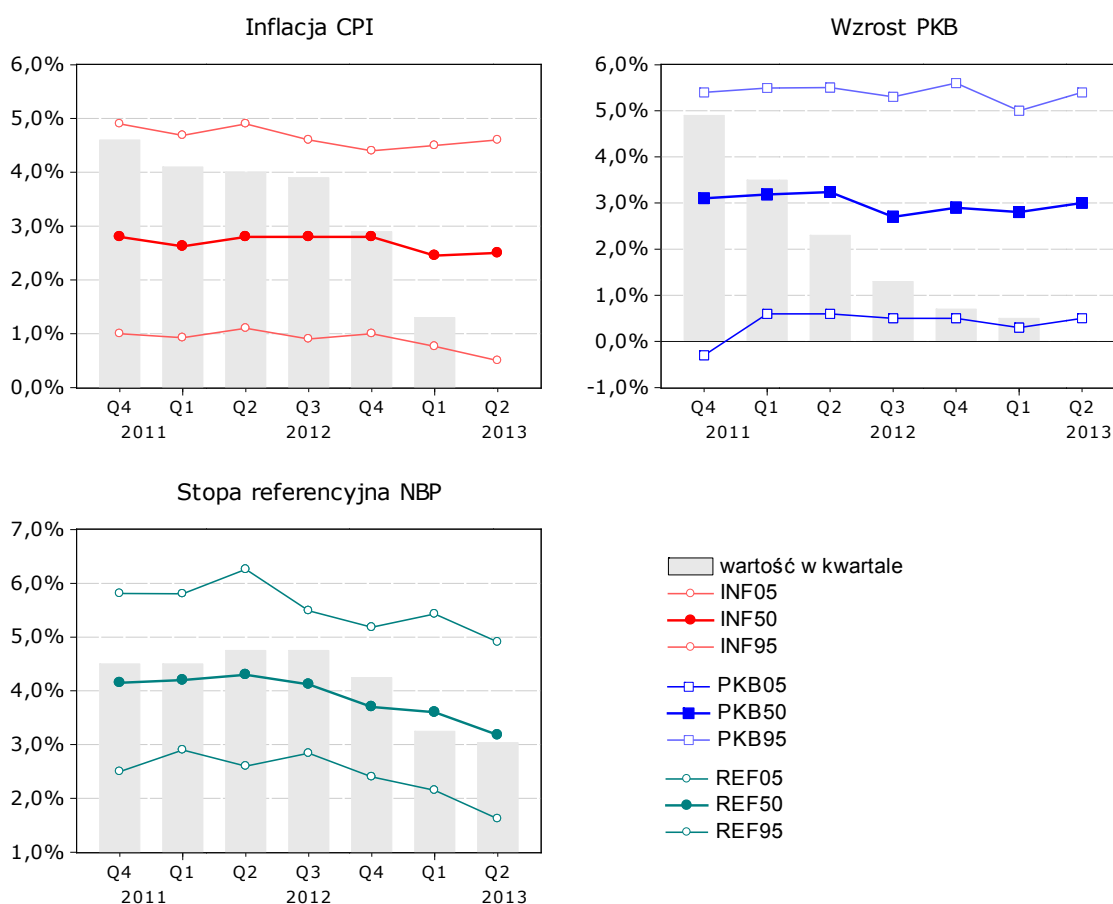 Inflacja CPI
6,0%
5,0%
4,0%
3,0%
2,0%
1,0%
0,0%
Q4 Q1 Q2 Q3 Q4 Q1 Q2
2011 2012 2013
Wzrost PKB
6,0%
5,0%
4,0%
3,0%
2,0%
1,0%
0,0%
-1,0%
Q4 Q1 Q2 Q3 Q4 Q1 Q2
2011 2012 2013
Stopa referencyjna NBP
7,0%
6,0%
5,0%
4,0%
3,0%
2,0%
1,0%
Q4 Q1 Q2 Q3 Q4 Q1 Q2
2011 2012 2013
wartość w kwartale
INF05
INF50
INF95
PKB05
PKB50
PKB95
REF05
REF50
REF95